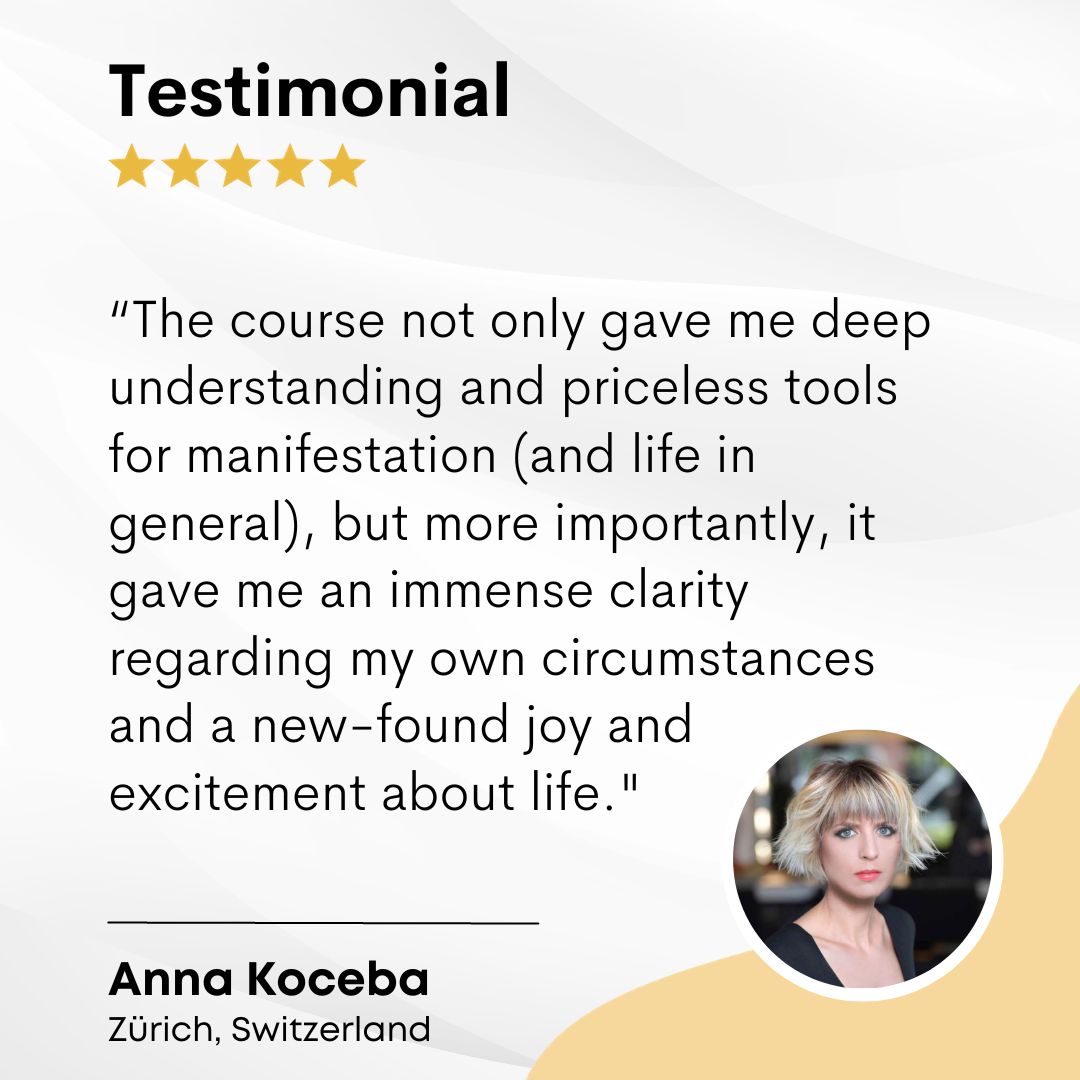 Testimonial
“The course not only gave me deep
understanding and priceless tools
for manifestation (and life in
general), but more importantly, it
gave me an immense clarity
regarding my own circumstances
and a new-found joy and
excitement about life."
Anna Koceba
Zürich, Switzerland